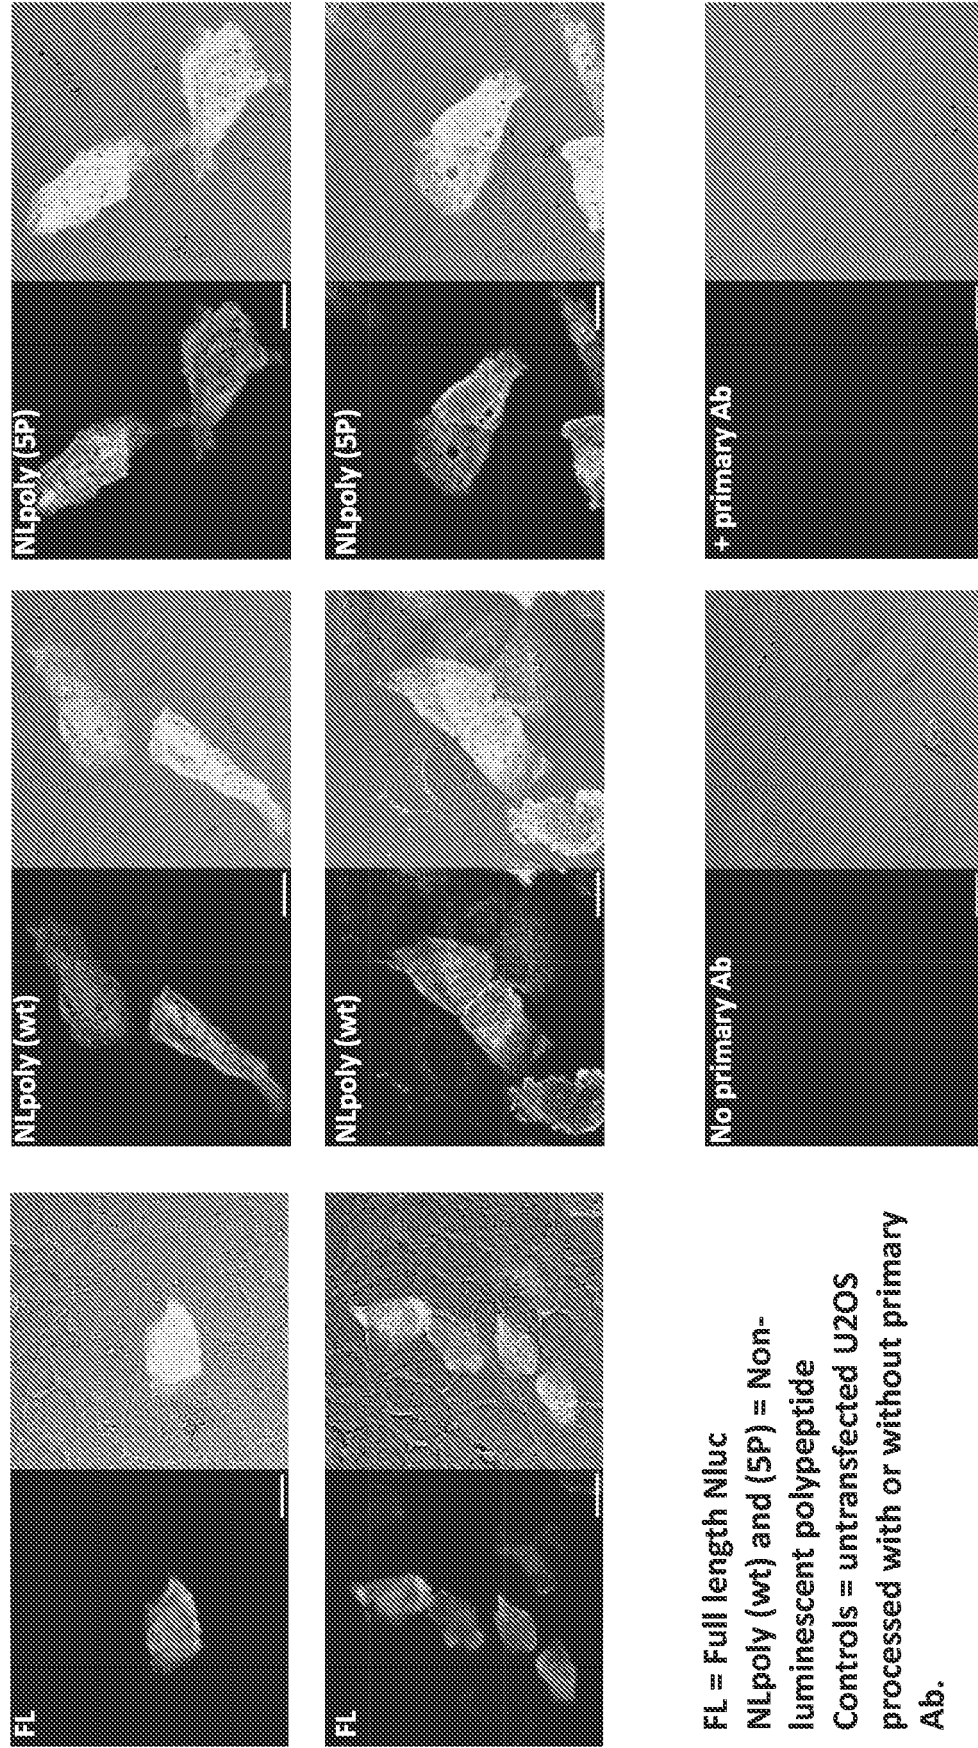 FL
NLpoly (wt)
NLpoly (5P)
FL
NLpoly (wt)
NLpoly (5P)
FL = Full length Nluc
NLpoly (wt) and (5P) = Non-
luminescent polypeptide
Controls = untransfected U2OS
processed with or without primary
Ab.
No primary Ab
+ primary Ab